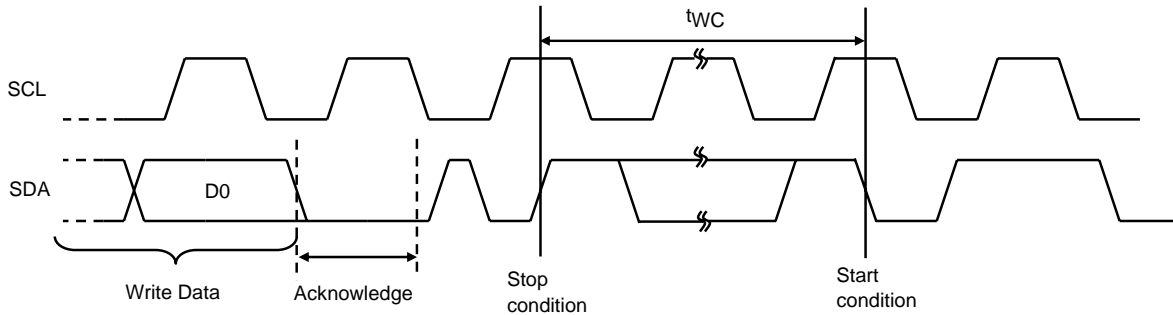 tWC
SCL
SDA
D0
Write Data
Acknowledge
Stop
condition
Start
condition